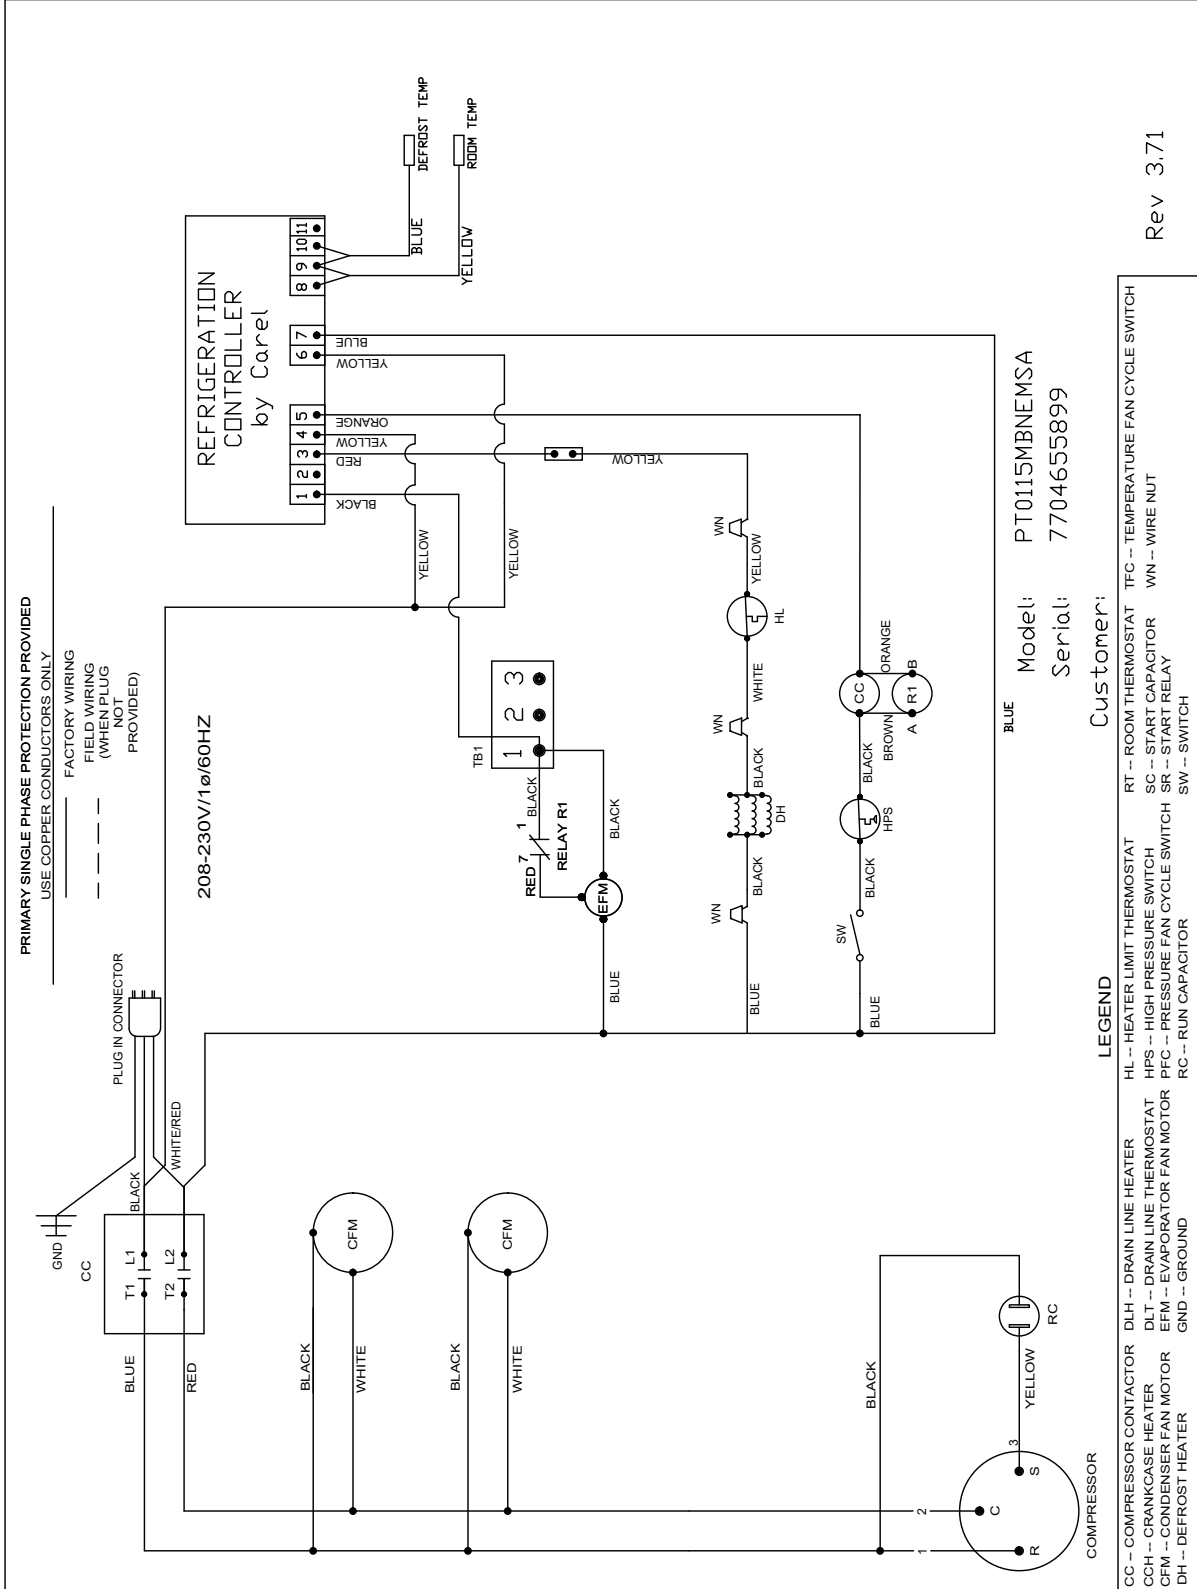 PRIMARY SINGLE PHASE PROTECTION PROVIDED
USE COPPER CONDUCTORS ONLY
FACTORY WIRING
FIELD WIRING
(WHEN PLUG
NOT
PROVIDED)
208-230V/1ø/60HZ
PLUG IN CONNECTOR
GND
BLACK
WHITE/RED
CC
T1 L1
T2 L2
BLUE
RED
REFRIGERATION
CONTROLLER
by Carel
1 2 3 4 5 6 7 8 9 10 11
BLACK
RED
YELLOW
ORANGE
YELLOW
BLUE
BLUE
DEFROST TEMP
YELLOW
ROOM TEMP
YELLOW
YELLOW
YELLOW
TB1
1 2 3
BLACK
RED 7 1
RELAY R1
BLACK
EFM
BLUE
BLACK
CFM
WHITE
BLACK
CFM
WHITE
BLUE
WN
BLACK
DH
BLACK
WN
WHITE
HL
YELLOW
WN
BLUE
SW
BLACK
HPS
BLACK
CC
BROWN
ORANGE
A R1 B
BLUE
BLACK
YELLOW
RC
1
2
3
R
C
S
COMPRESSOR
Model: PT0115MBNEMSA
Serial: 7704655899
Customer:
Rev 3.71
LEGEND
CC -- COMPRESSOR CONTACTOR DLH -- DRAIN LINE HEATER HL -- HEATER LIMIT THERMOSTAT RT -- ROOM THERMOSTAT TFC -- TEMPERATURE FAN CYCLE SWITCH
CCH -- CRANKCASE HEATER DLT -- DRAIN LINE THERMOSTAT HPS -- HIGH PRESSURE SWITCH SC -- START CAPACITOR WN -- WIRE NUT
CFM -- CONDENSER FAN MOTOR EFM -- EVAPORATOR FAN MOTOR PFC -- PRESSURE FAN CYCLE SWITCH SR -- START RELAY
DH -- DEFROST HEATER GND -- GROUND RC -- RUN CAPACITOR SW -- SWITCH